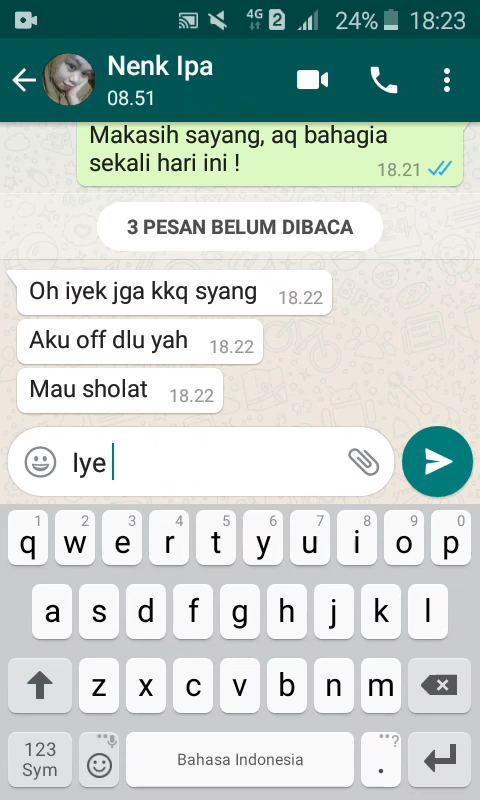 4G 2 24% 18:23
Nenk Ipa
08.51
Makasih sayang, aq bahagia
sekali hari ini !
18.21
3 PESAN BELUM DIBACA
Oh iyek jga kkq syang 18.22
Aku off dlu yah 18.22
Mau sholat 18.22
Iye
1 2 3 4 5 6 7 8 9 0
q w e r t y u i o p
a s d f g h j k l
z x c v b n m
123
Sym
Bahasa Indonesia
. ?